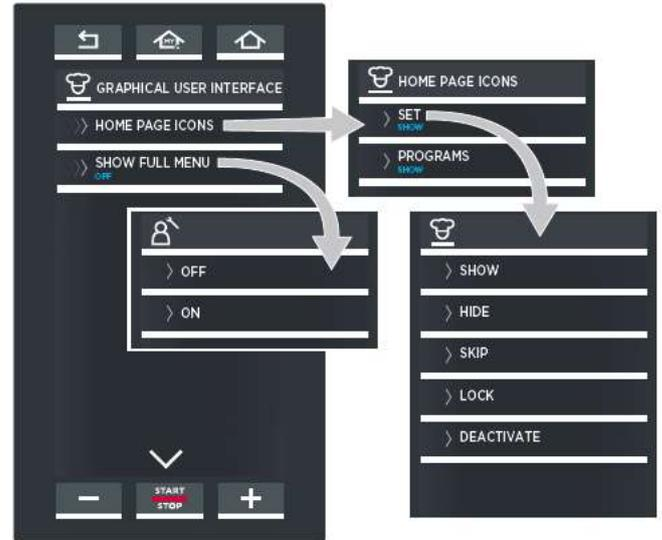 MY
GRAPHICAL USER INTERFACE
HOME PAGE ICONS
SHOW FULL MENU
OFF
OFF
ON
START
STOP
HOME PAGE ICONS
SET
SHOW
PROGRAMS
SHOW
SHOW
HIDE
SKIP
LOCK
DEACTIVATE